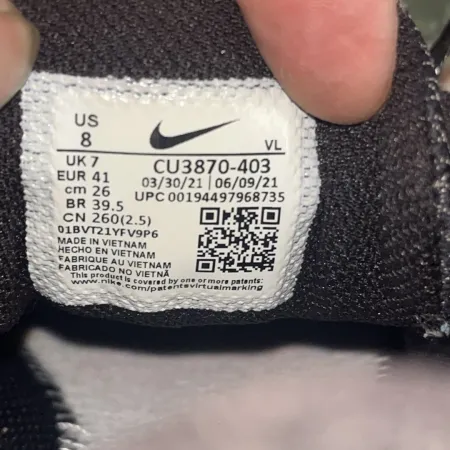 US
8
VL
UK 7
EUR 41
cm 26
BR 39.5
CN 260(2.5)
CU3870-403
03/30/21 06/09/21
UPC 00194497968735
01BVT21YFV9P6
MADE IN VIETNAM
HECHO EN VIETNAM
FABRIQUE AU VIETNAM
FABRICADO NO VIETNÃ
This product is covered by one or more patents:
www.nike.com/patentsvirtualmarking